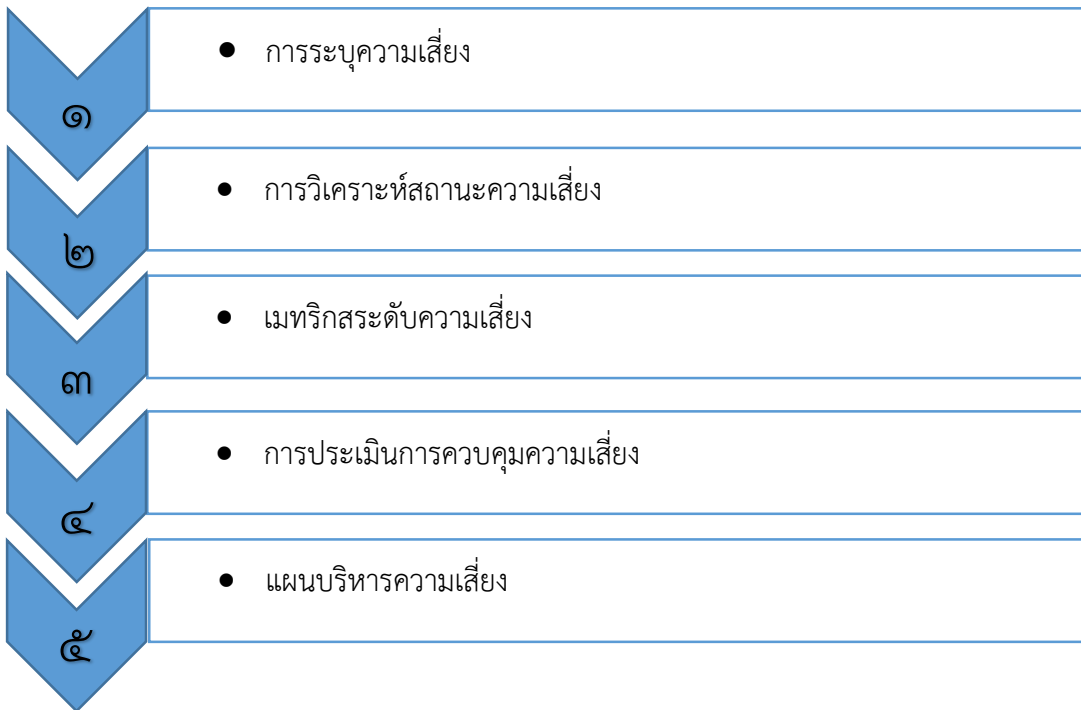 ๑
• การระบุความเสี่ยง
๒
• การวิเคราะห์สถานะความเสี่ยง
๓
• เมทริกสระดับความเสี่ยง
๔
• การประเมินการควบคุมความเสี่ยง
๕
• แผนบริหารความเสี่ยง